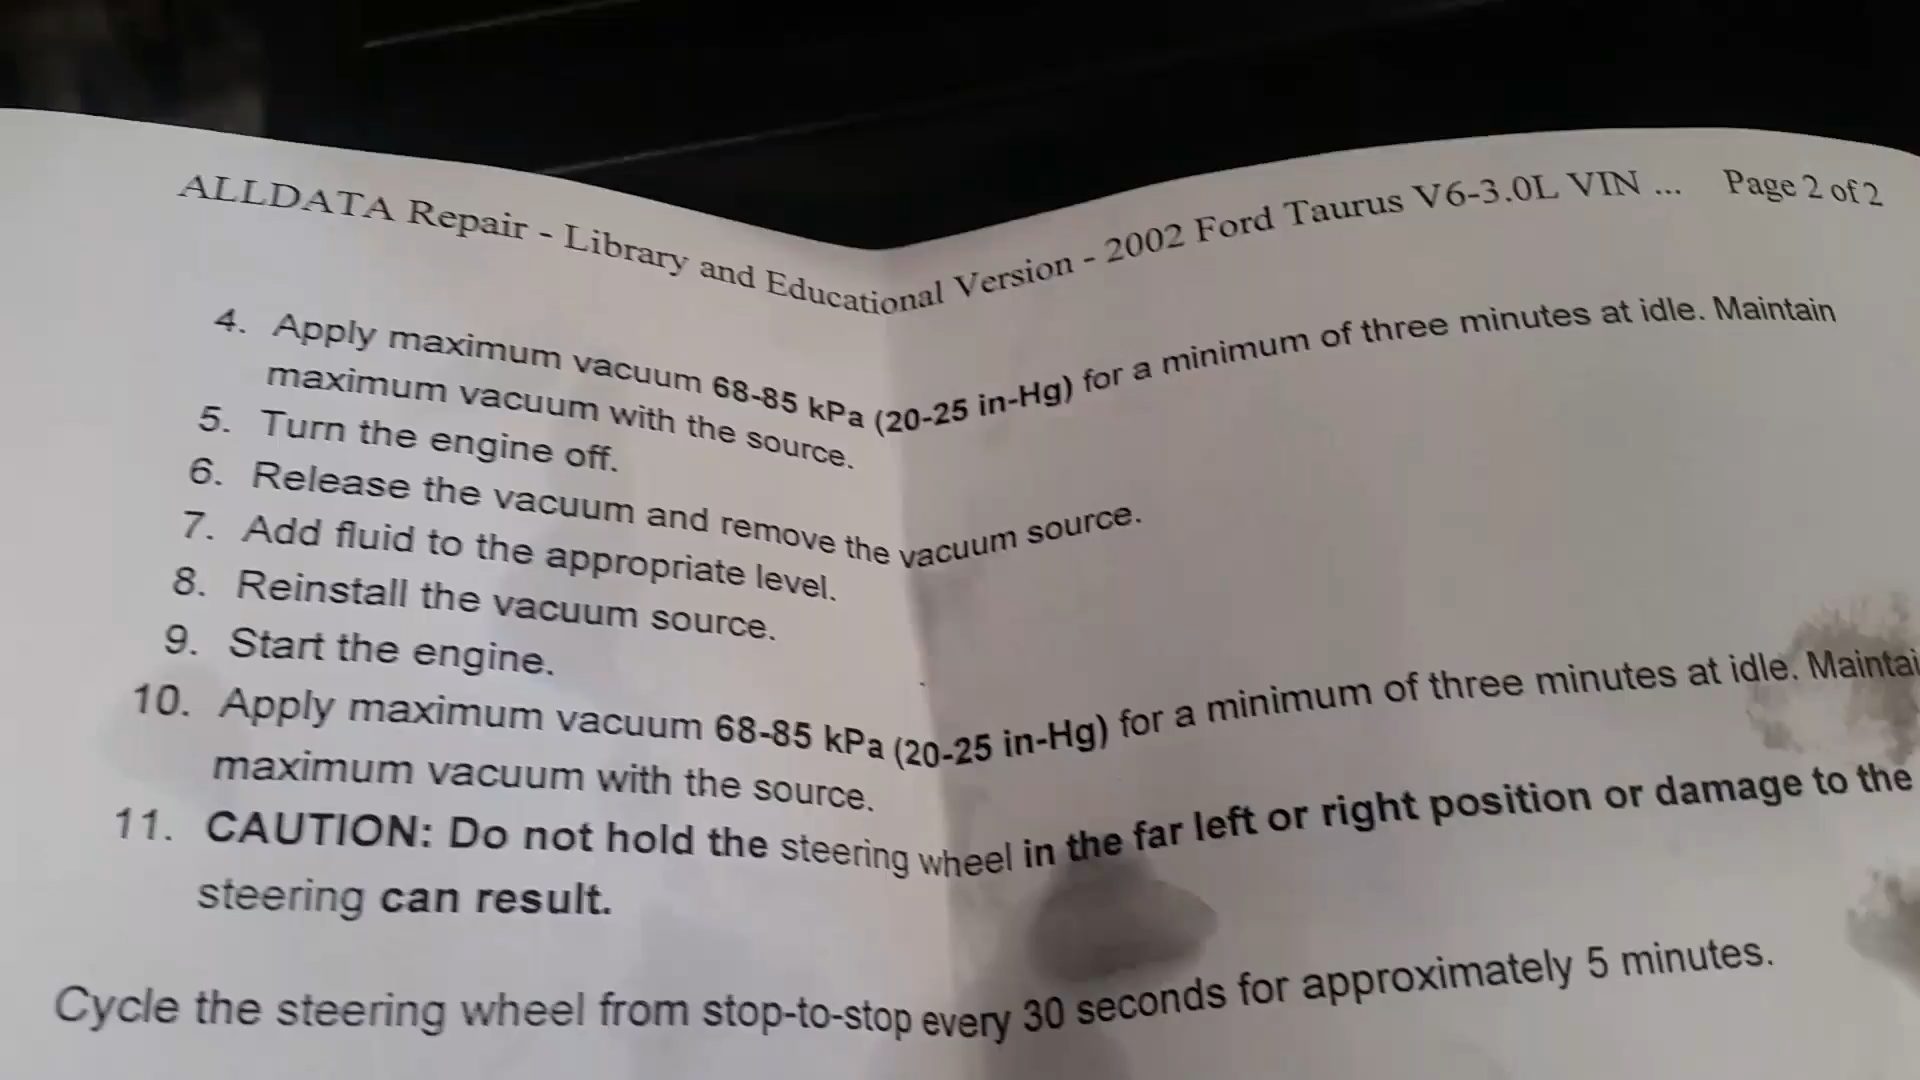 ALLDATA Repair - Library and Educational Version - 2002 Ford Taurus V6-3.0L VIN ... Page 2 of 2
4. Apply maximum vacuum 68-85 kPa (20-25 in-Hg) for a minimum of three minutes at idle. Maintain
maximum vacuum with the source.
5. Turn the engine off.
6. Release the vacuum and remove the vacuum source.
7. Add fluid to the appropriate level.
8. Reinstall the vacuum source.
9. Start the engine.
10. Apply maximum vacuum 68-85 kPa (20-25 in-Hg) for a minimum of three minutes at idle. Maintai
maximum vacuum with the source.
11. CAUTION: Do not hold the steering wheel in the far left or right position or damage to the
steering can result.
Cycle the steering wheel from stop-to-stop every 30 seconds for approximately 5 minutes.